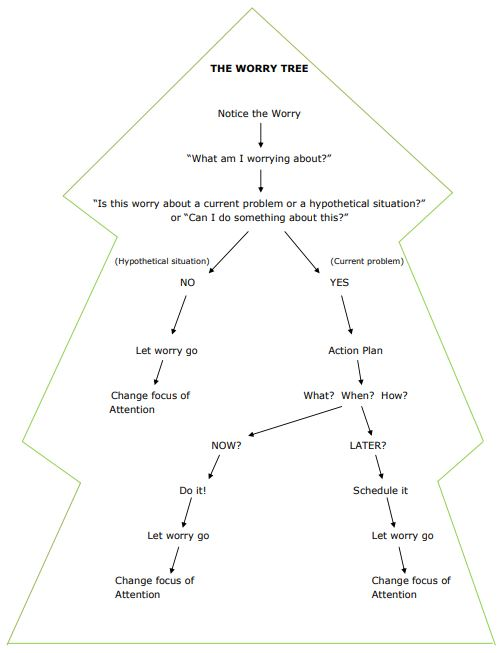 THE WORRY TREE
Notice the Worry
“What am I worrying about?”
“Is this worry about a current problem or a hypothetical situation?”
or “Can I do something about this?”
(Hypothetical situation)
(Current problem)
NO
YES
Let worry go
Action Plan
Change focus of
Attention
What?  When?  How?
NOW?
LATER?
Do it!
Schedule it
Let worry go
Let worry go
Change focus of
Attention
Change focus of
Attention